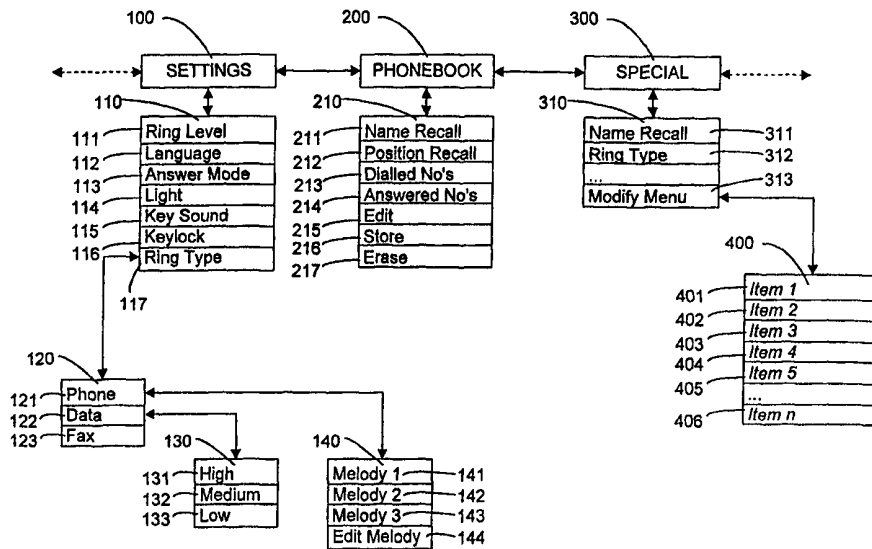 100 200 300
SETTINGS PHONEBOOK SPECIAL
110 210 310
111 Ring Level 211 Name Recall Name Recall 311
112 Language 212 Position Recall Ring Type 312
113 Answer Mode 213 Dialled No's ... 313
114 Light 214 Answered No's Modify Menu
115 Key Sound 215 Edit
116 Keylock 216 Store
117 Ring Type 217 Erase
400
401 Item 1
402 Item 2
403 Item 3
404 Item 4
405 Item 5
...
406 Item n
120
121 Phone
122 Data
123 Fax
130 140
131 High Melody 1 141
132 Medium Melody 2 142
133 Low Melody 3 143
Edit Melody 144